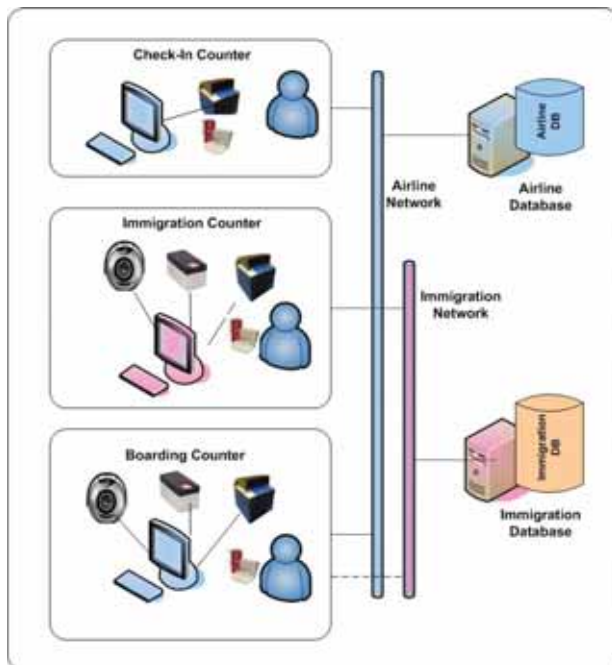 Check-In Counter
Airline
DB
Airline
Network
Airline
Database
Immigration Counter
Immigration
Network
Boarding Counter
Immigration
DB
Immigration
Database